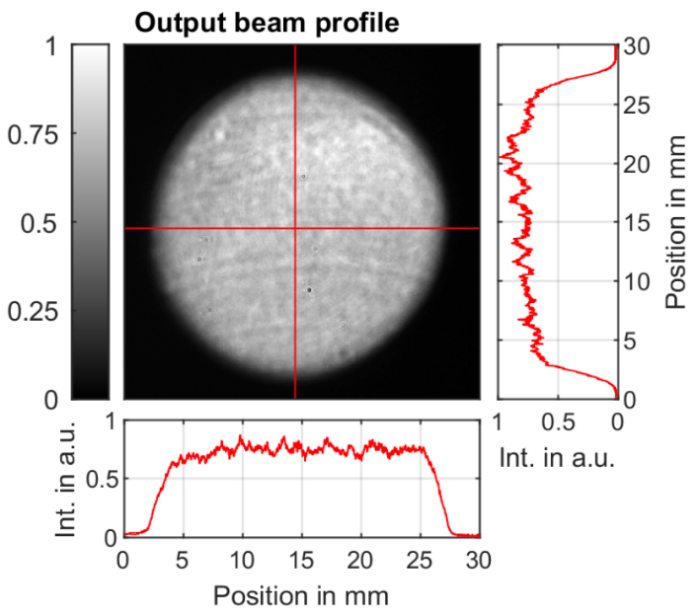 Output beam profile
1
0.75
0.5
0.25
0
30
25
20
15
10
5
0
Position in mm
1 0.5 0
Int. in a.u.
1
0.5
0
Int. in a.u.
0 5 10 15 20 25 30
Position in mm